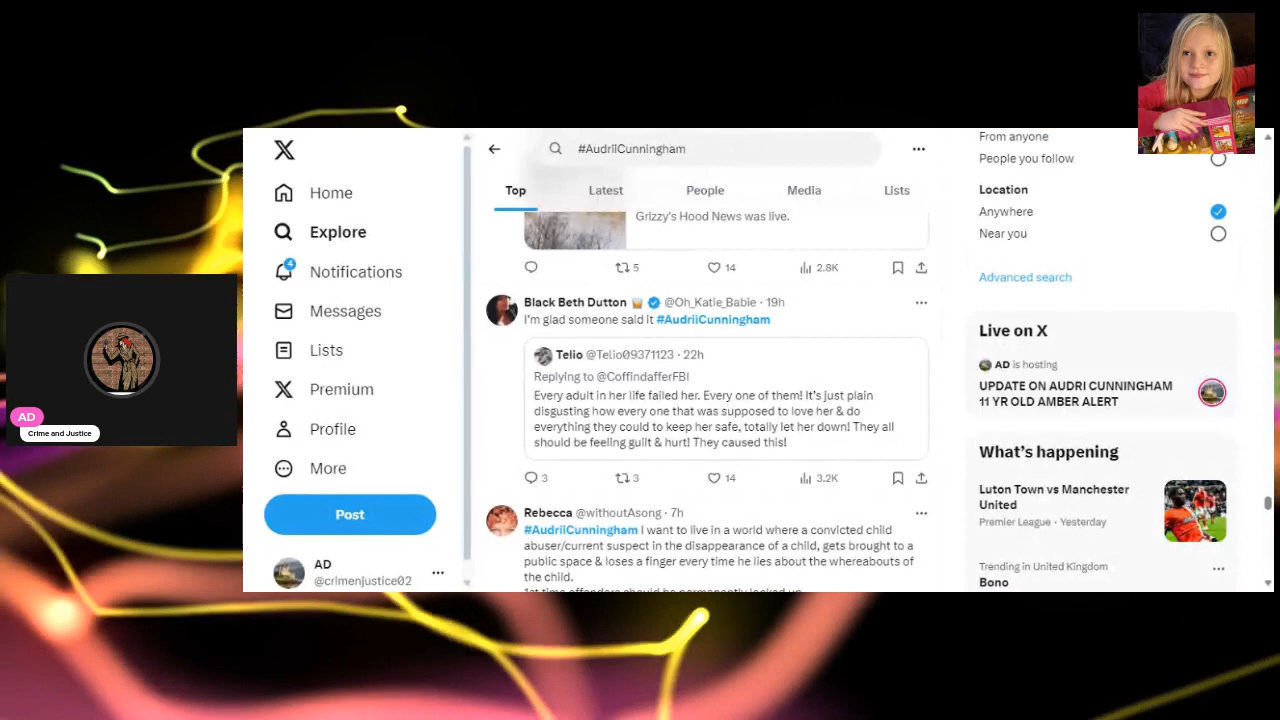 #AudriiCunningham
Top
Latest
People
Media
Lists
Home
Explore
4
Notifications
Messages
Lists
Premium
Profile
More
Post
AD
@crimenjustice02
AD
Crime and Justice
Grizzy's Hood News was live.
5
14
2.8K
Black Beth Dutton @Oh_Katie_Babie · 19h
I'm glad someone said it #AudriiCunningham
Telio @Telio09371123 · 22h
Replying to @CoffindafferFBI
Every adult in her life failed her. Every one of them! It's just plain
disgusting how every one that was supposed to love her & do
everything they could to keep her safe, totally let her down! They all
should be feeling guilt & hurt! They caused this!
3
3
14
3.2K
Rebecca @withoutAsong · 7h
#AudriiCunningham I want to live in a world where a convicted child
abuser/current suspect in the disappearance of a child, gets brought to a
public space & loses a finger every time he lies about the whereabouts of
the child.
1st time offenders should be permanently locked up
From anyone
People you follow
Location
Anywhere
Near you
Advanced search
Live on X
AD is hosting
UPDATE ON AUDRI CUNNINGHAM
11 YR OLD AMBER ALERT
What's happening
Luton Town vs Manchester
United
Premier League · Yesterday
Trending in United Kingdom
Bono